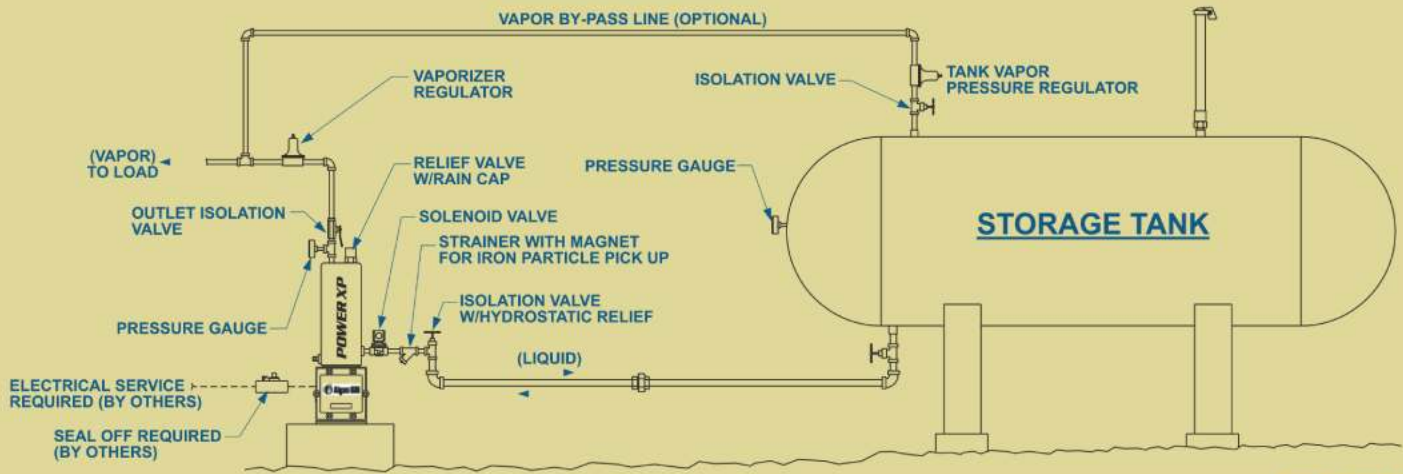 VAPOR BY-PASS LINE (OPTIONAL)
VAPORIZER
REGULATOR
ISOLATION VALVE
TANK VAPOR
PRESSURE REGULATOR
(VAPOR)
TO LOAD
RELIEF VALVE
W/RAIN CAP
PRESSURE GAUGE
OUTLET ISOLATION
VALVE
SOLENOID VALVE
STORAGE TANK
STRAINER WITH MAGNET
FOR IRON PARTICLE PICK UP
ISOLATION VALVE
W/HYDROSTATIC RELIEF
PRESSURE GAUGE
POWER XP
(LIQUID)
ELECTRICAL SERVICE
REQUIRED (BY OTHERS)
SEAL OFF REQUIRED
(BY OTHERS)